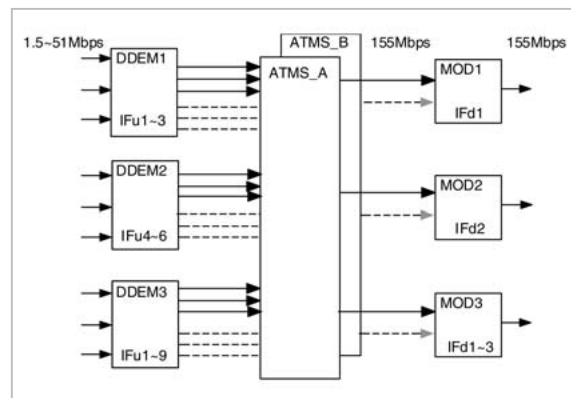 1.5~51Mbps
ATMS_B
155Mbps
155Mbps
DDEM1
IFu1~3
ATMS_A
MOD1
IFd1
DDEM2
IFu4~6
MOD2
IFd2
DDEM3
IFu1~9
MOD3
IFd1~3